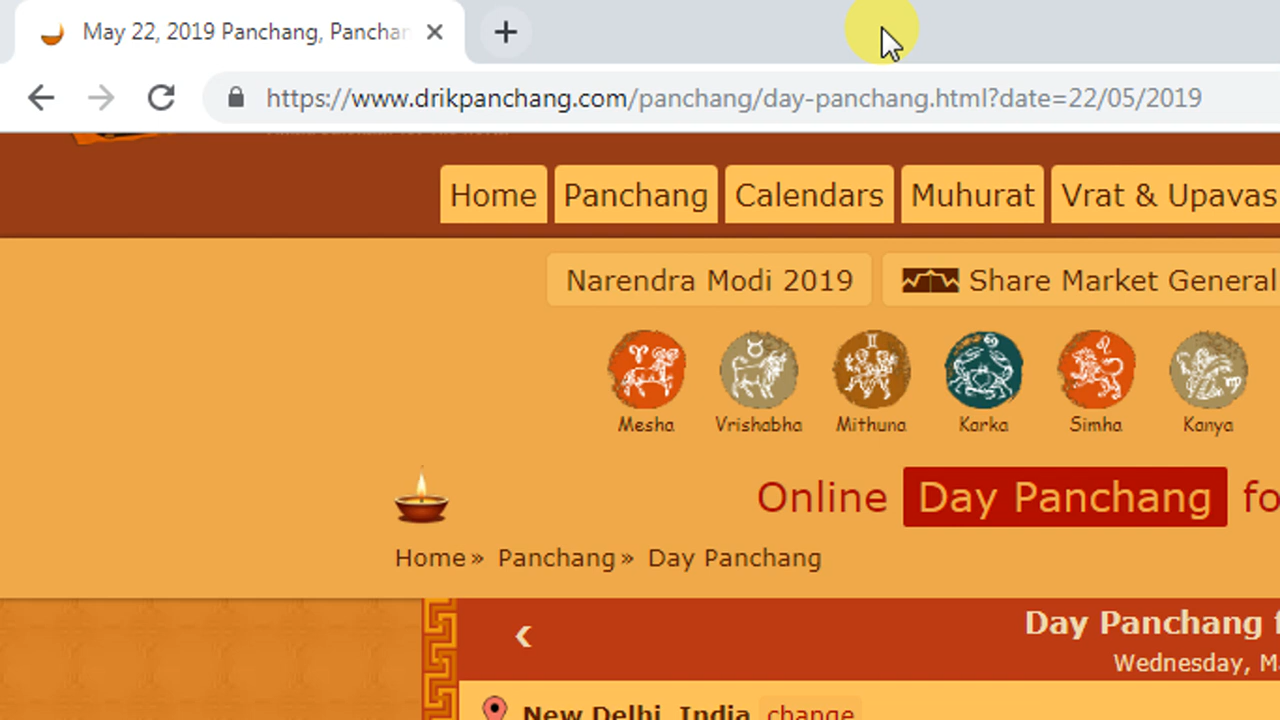 May 22, 2019 Panchang, Panchan
https://www.drikpanchang.com/panchang/day-panchang.html?date=22/05/2019
Home Panchang Calendars Muhurat Vrat & Upavas
Narendra Modi 2019 Share Market General
Mesha Vrishabha Mithuna Karka Simha Kanya
Online Day Panchang fo
Home» Panchang» Day Panchang
Day Panchang f
Wednesday, M
New Delhi, India change